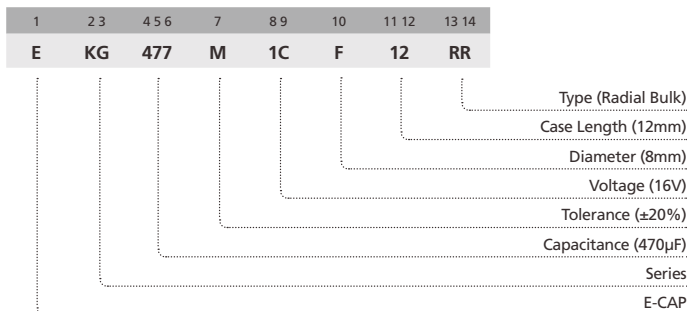 1 2 3 4 5 6 7 8 9 10 11 12 13 14
E KG 477 M 1C F 12 RR
Type (Radial Bulk)
Case Length (12mm)
Diameter (8mm)
Voltage (16V)
Tolerance (±20%)
Capacitance (470µF)
Series
E-CAP